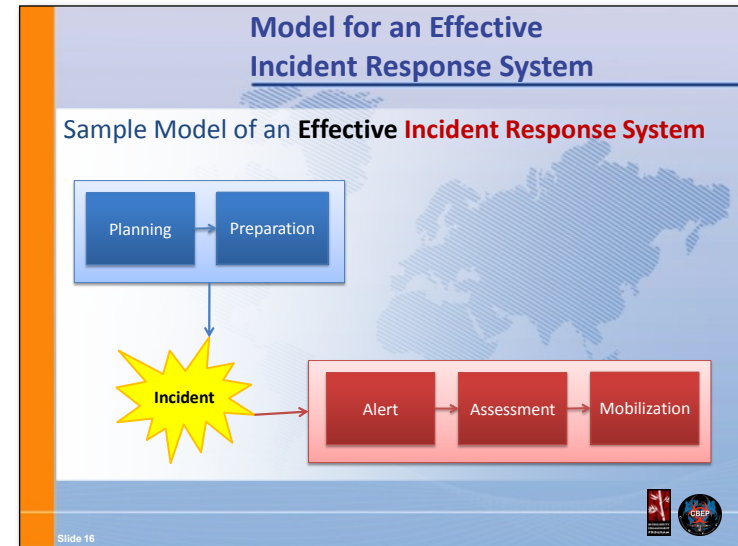 Model for an Effective
Incident Response System
Sample Model of an Effective Incident Response System
Planning
Preparation
Incident
Alert
Assessment
Mobilization
Slide 16
CBEP